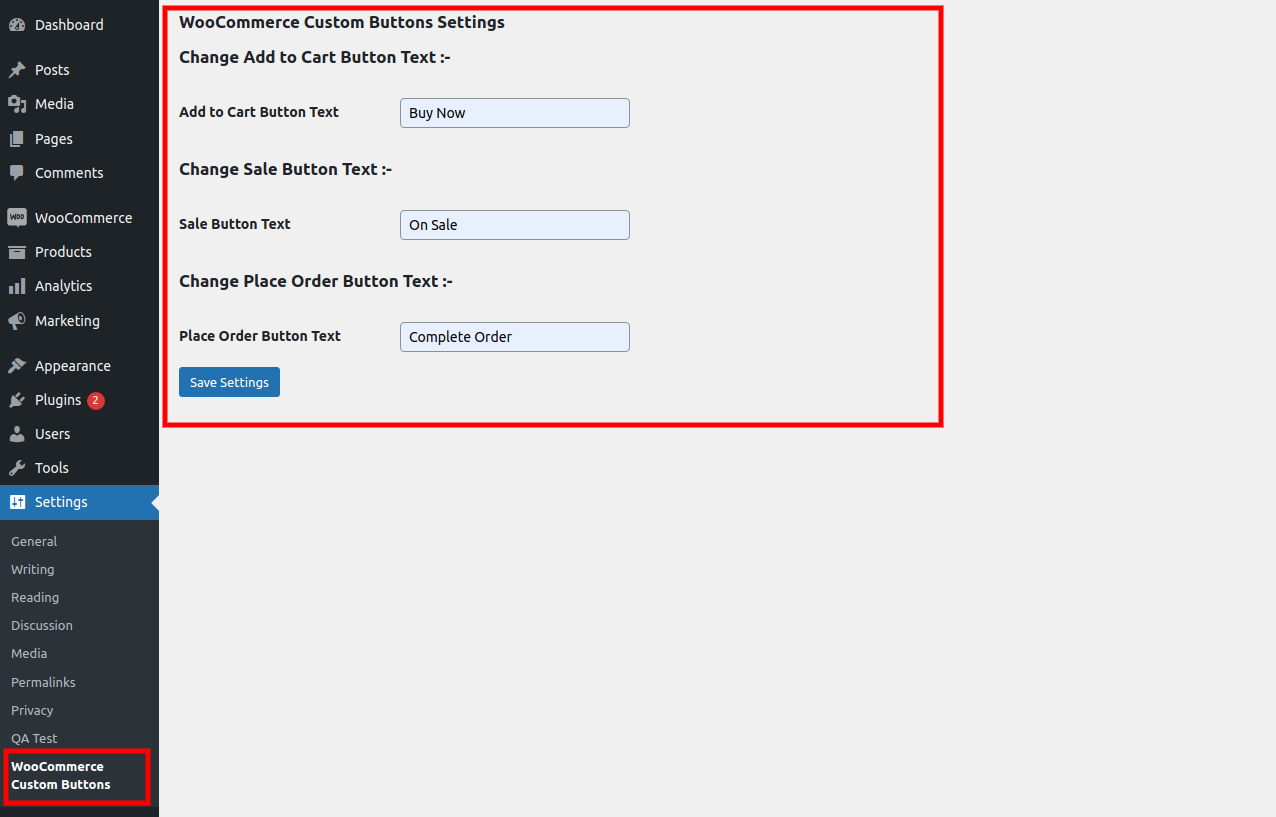 Dashboard
Posts
Media
Pages
Comments
Woo WooCommerce
Products
Analytics
Marketing
Appearance
Plugins 2
Users
Tools
Settings
General
Writing
Reading
Discussion
Media
Permalinks
Privacy
QA Test
WooCommerce
Custom Buttons
WooCommerce Custom Buttons Settings
Change Add to Cart Button Text :-
Add to Cart Button Text Buy Now
Change Sale Button Text :-
Sale Button Text On Sale
Change Place Order Button Text :-
Place Order Button Text Complete Order
Save Settings